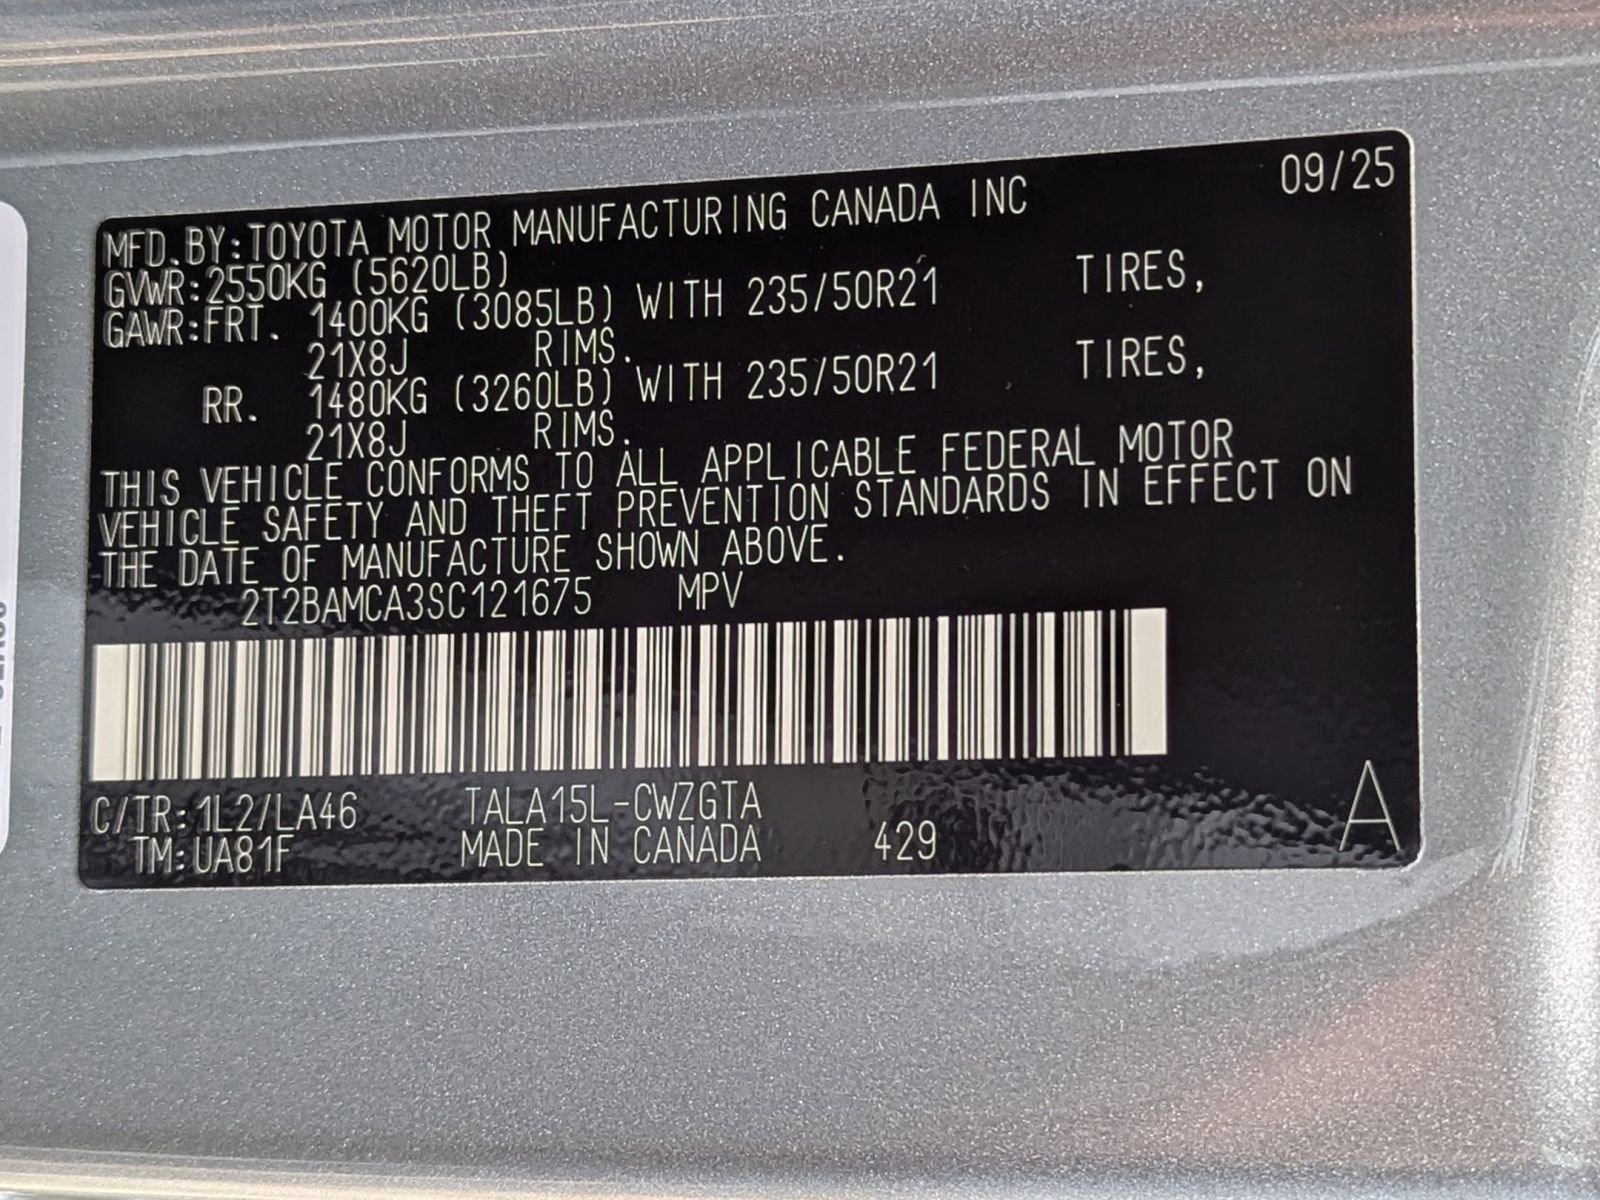 09/25
MFD.BY:TOYOTA MOTOR MANUFACTURING CANADA INC
GVWR:2550KG (5620LB)
GAWR:FRT. 1400KG (3085LB) WITH 235/50R21 TIRES,
21X8J RIMS.
RR. 1480KG (3260LB) WITH 235/50R21 TIRES,
21X8J RIMS.
THIS VEHICLE CONFORMS TO ALL APPLICABLE FEDERAL MOTOR
VEHICLE SAFETY AND THEFT PREVENTION STANDARDS IN EFFECT ON
THE DATE OF MANUFACTURE SHOWN ABOVE.
2T2BAMCA3SC121675 MPV
C/TR:1L2/LA46 TALA15L-CWZGTA
TM:UA81F MADE IN CANADA 429 A